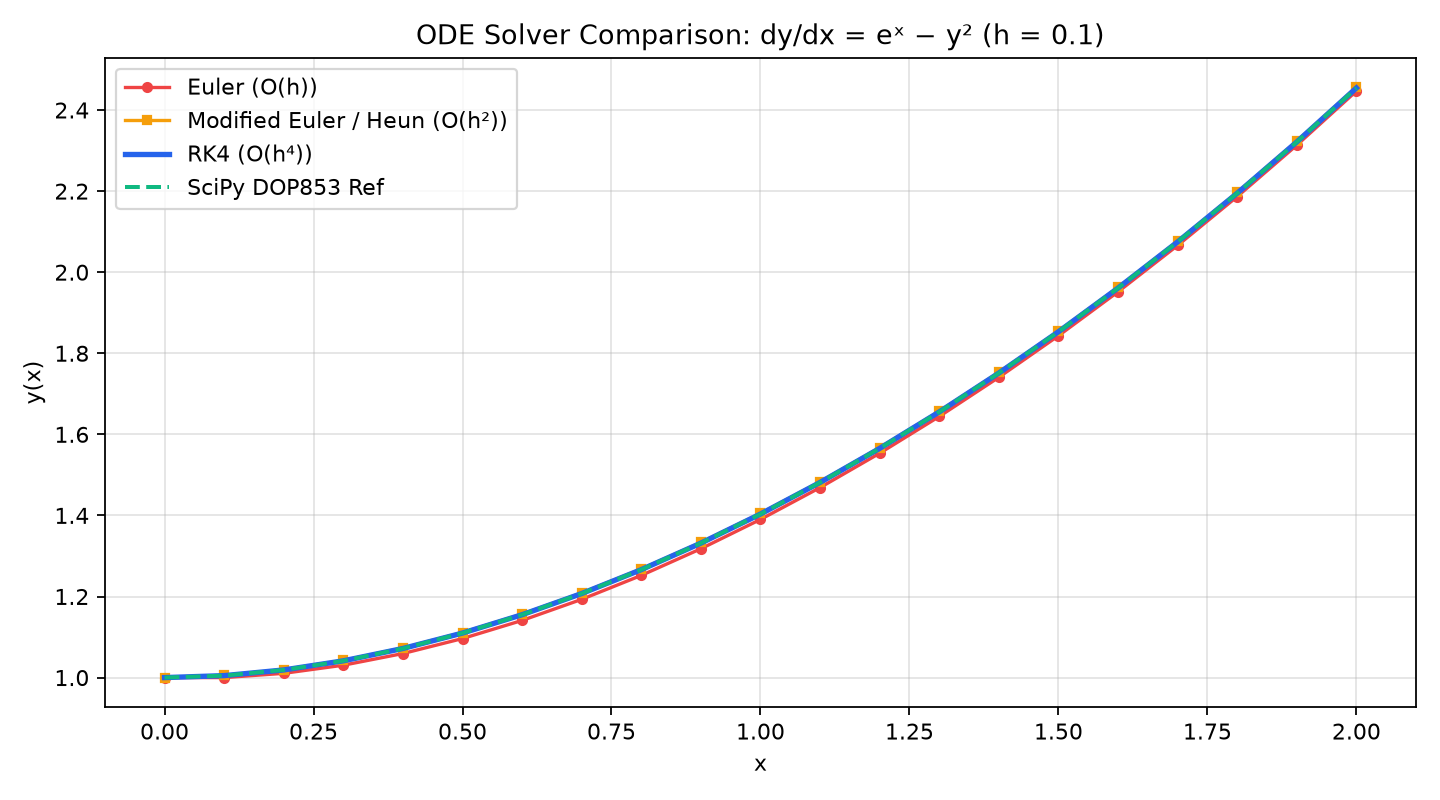 ODE Solver Comparison: dy/dx = eˣ − y² (h = 0.1)
Euler (O(h))
Modified Euler / Heun (O(h²))
RK4 (O(h⁴))
SciPy DOP853 Ref
2.4
2.2
2.0
1.8
1.6
1.4
1.2
1.0
y(x)
0.00 0.25 0.50 0.75 1.00 1.25 1.50 1.75 2.00
x